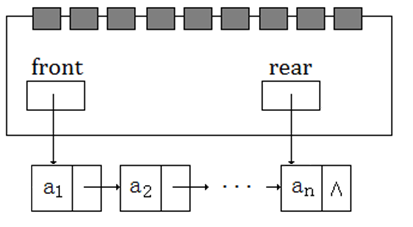 front rear
a1 a2 ··· an ∧